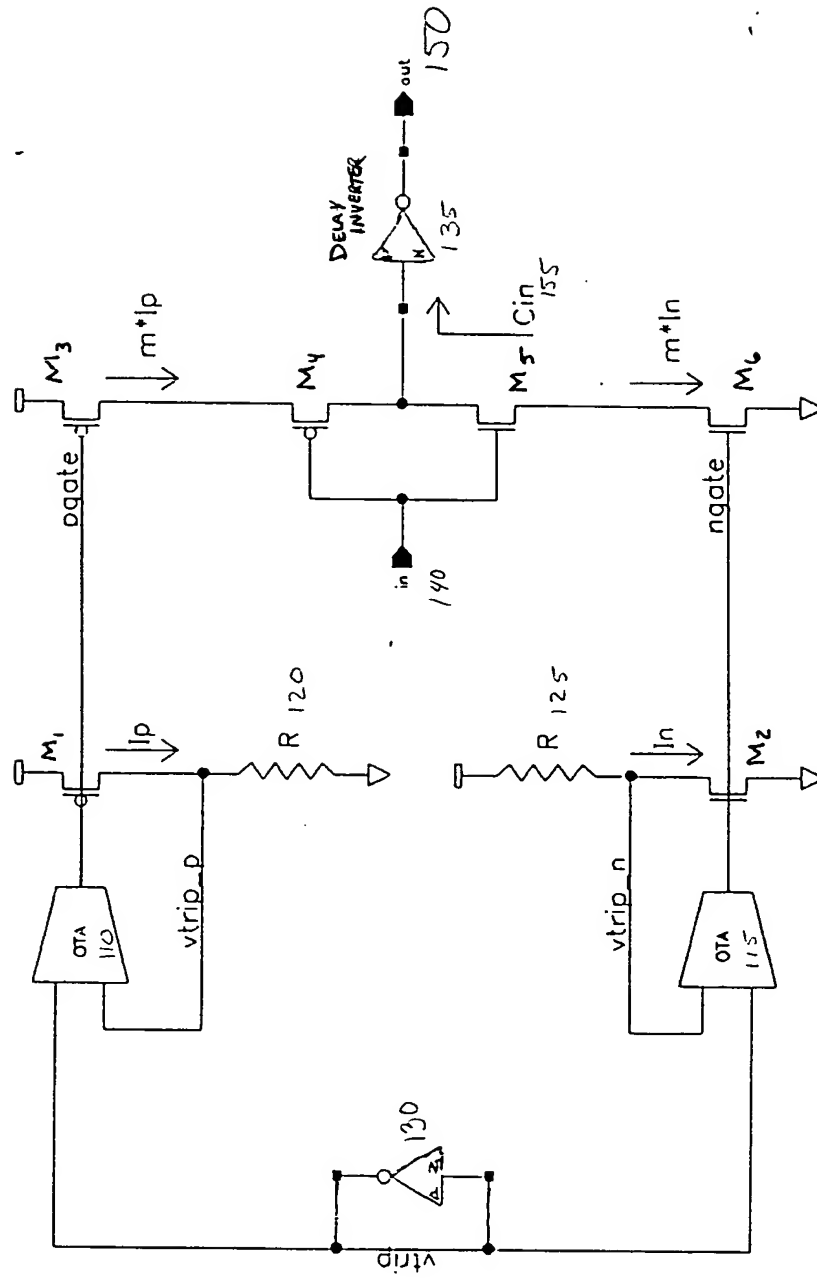 M3
m*Ip
M4
DELAY
INVERTER
P
N
135
out
150
Cin
155
M5
m*In
M6
pgate
in
140
ngate
M1
Ip
R
120
R
125
In
M2
OTA
110
vtrip_p
vtrip_n
OTA
115
P
N
130
vtrip